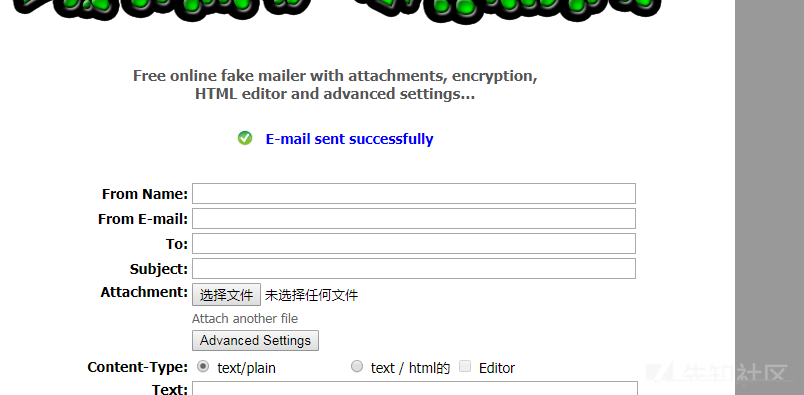 Free online fake mailer with attachments, encryption,
HTML editor and advanced settings...
E-mail sent successfully
From Name:
From E-mail:
To:
Subject:
Attachment: 选择文件 未选择任何文件
Attach another file
Advanced Settings
Content-Type: text/plain text / html的 Editor
Text:
先知社区